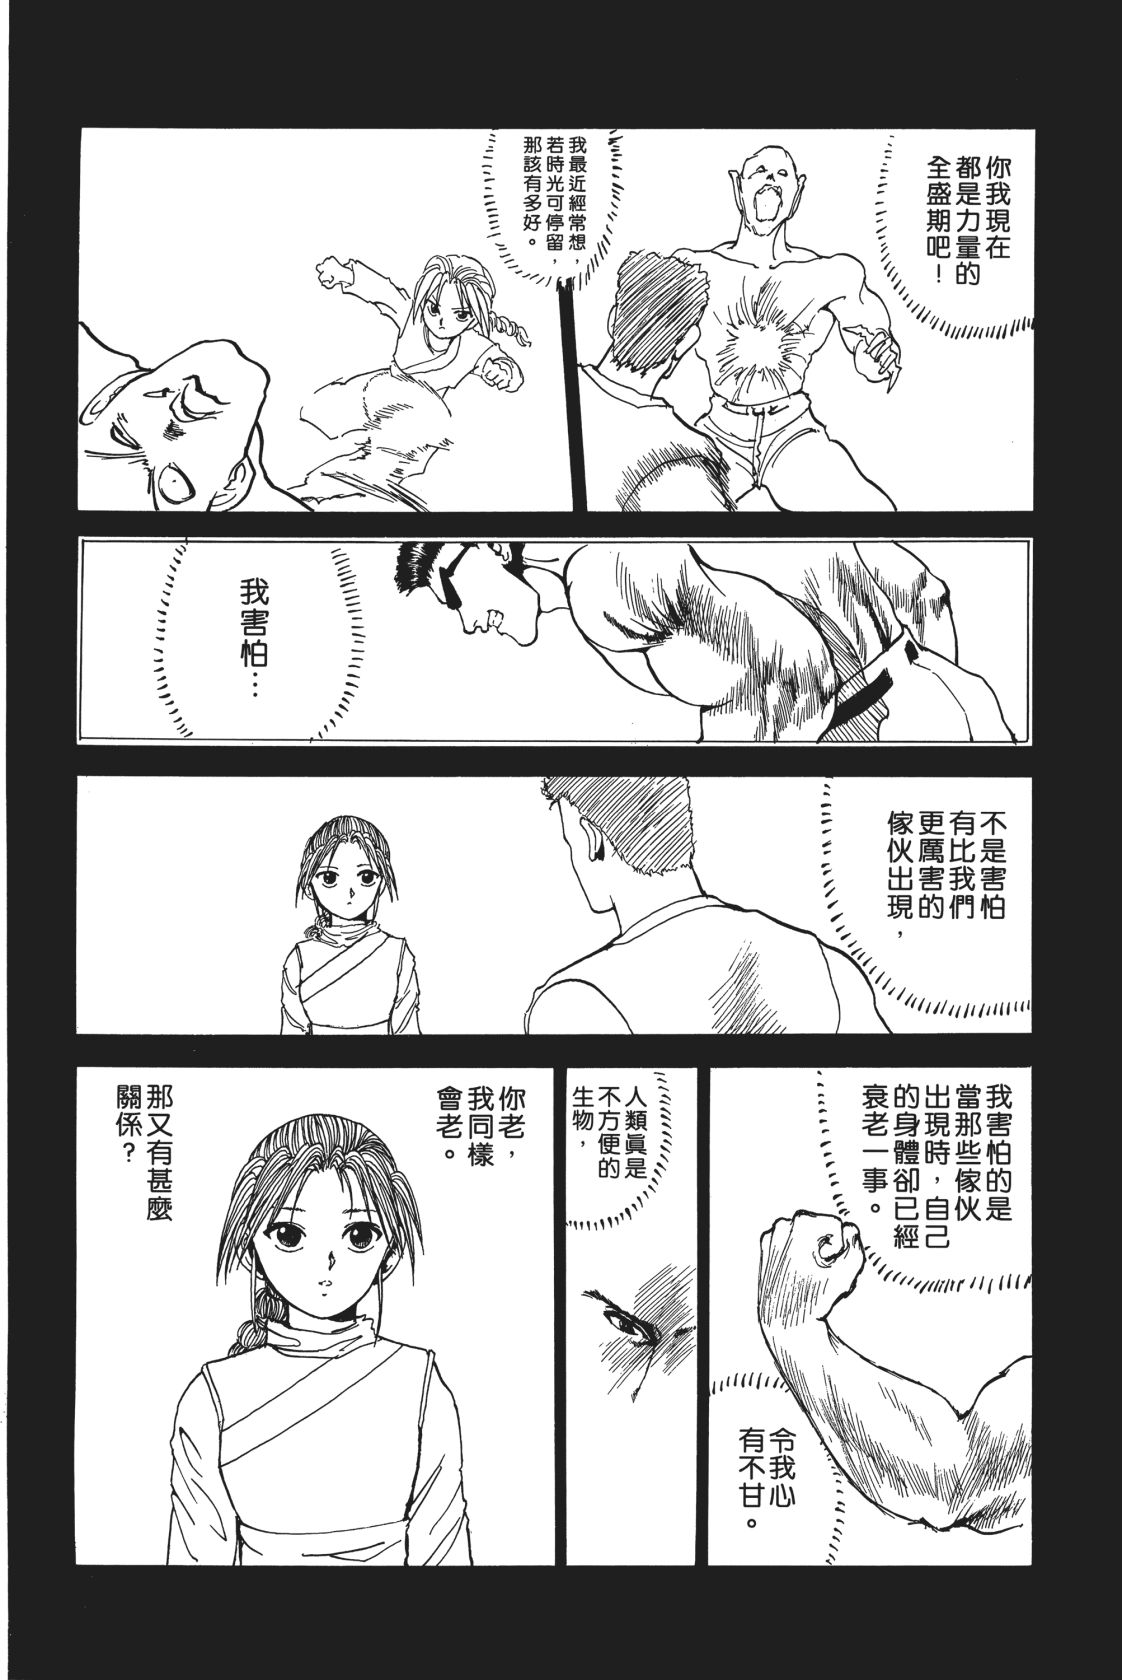 你我現在
都是力量的
全盛期吧！
我最近經常想，
若時光可停留，
那該有多好。
我害怕…
不是害怕
有比我們
更厲害的
傢伙出現，
我害怕的是
當那些傢伙
出現時，自己
的身體卻已經
衰老一事。
令我心
有不甘。
人類眞是
不方便的
生物，
你老，
我同樣
會老。
那又有甚麼
關係？